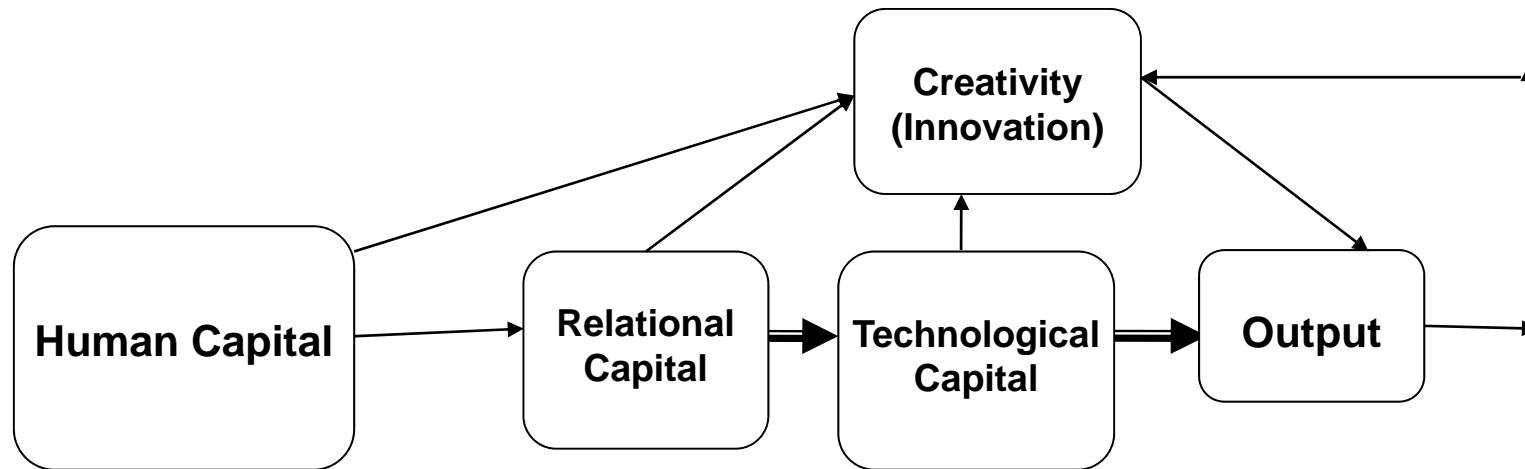 Creativity
(Innovation)
Human Capital
Relational
Capital
Technological
Capital
Output